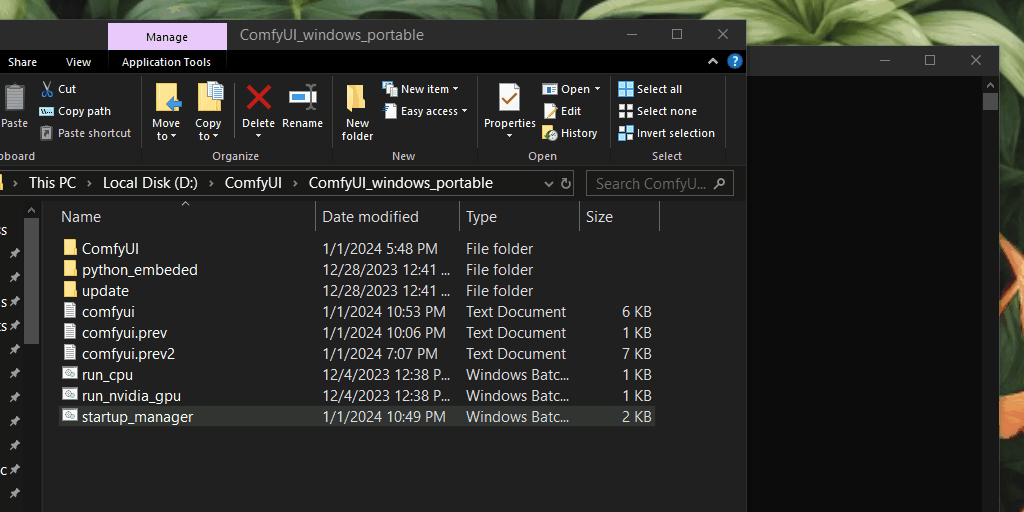 Manage
ComfyUI_windows_portable
Share
View
Application Tools
Paste
Cut
Copy path
Paste shortcut
Move to
Copy to
Delete
Rename
New folder
New item
Easy access
Properties
Open
Edit
History
Select all
Select none
Invert selection
Organize
New
Open
Select
This PC > Local Disk (D:) > ComfyUI > ComfyUI_windows_portable
Search ComfyU...
Name Date modified Type Size
ComfyUI 1/1/2024 5:48 PM File folder
python_embeded 12/28/2023 12:41 ... File folder
update 12/28/2023 12:41 ... File folder
comfyui 1/1/2024 10:53 PM Text Document 6 KB
comfyui.prev 1/1/2024 10:06 PM Text Document 1 KB
comfyui.prev2 1/1/2024 7:07 PM Text Document 7 KB
run_cpu 12/4/2023 12:38 P... Windows Batc... 1 KB
run_nvidia_gpu 12/4/2023 12:38 P... Windows Batc... 1 KB
startup_manager 1/1/2024 10:49 PM Windows Batc... 2 KB